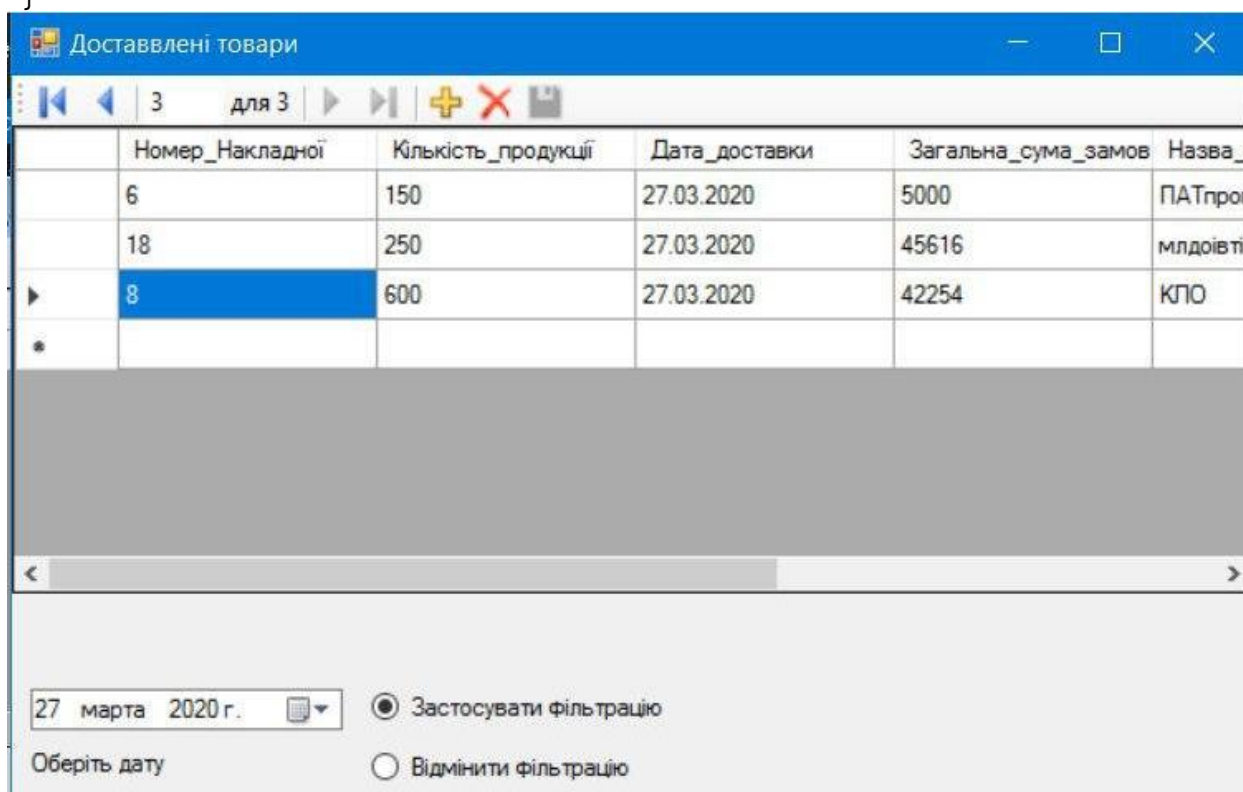 Доставвлені товари
3 для 3
Номер_Накладної Кількість_продукції Дата_доставки Загальна_сума_замов Назва_
6 150 27.03.2020 5000 ПАТпро
18 250 27.03.2020 45616 млдоівті
8 600 27.03.2020 42254 КПО
27 марта 2020 г. Застосувати фільтрацію
Оберіть дату Відмінити фільтрацію